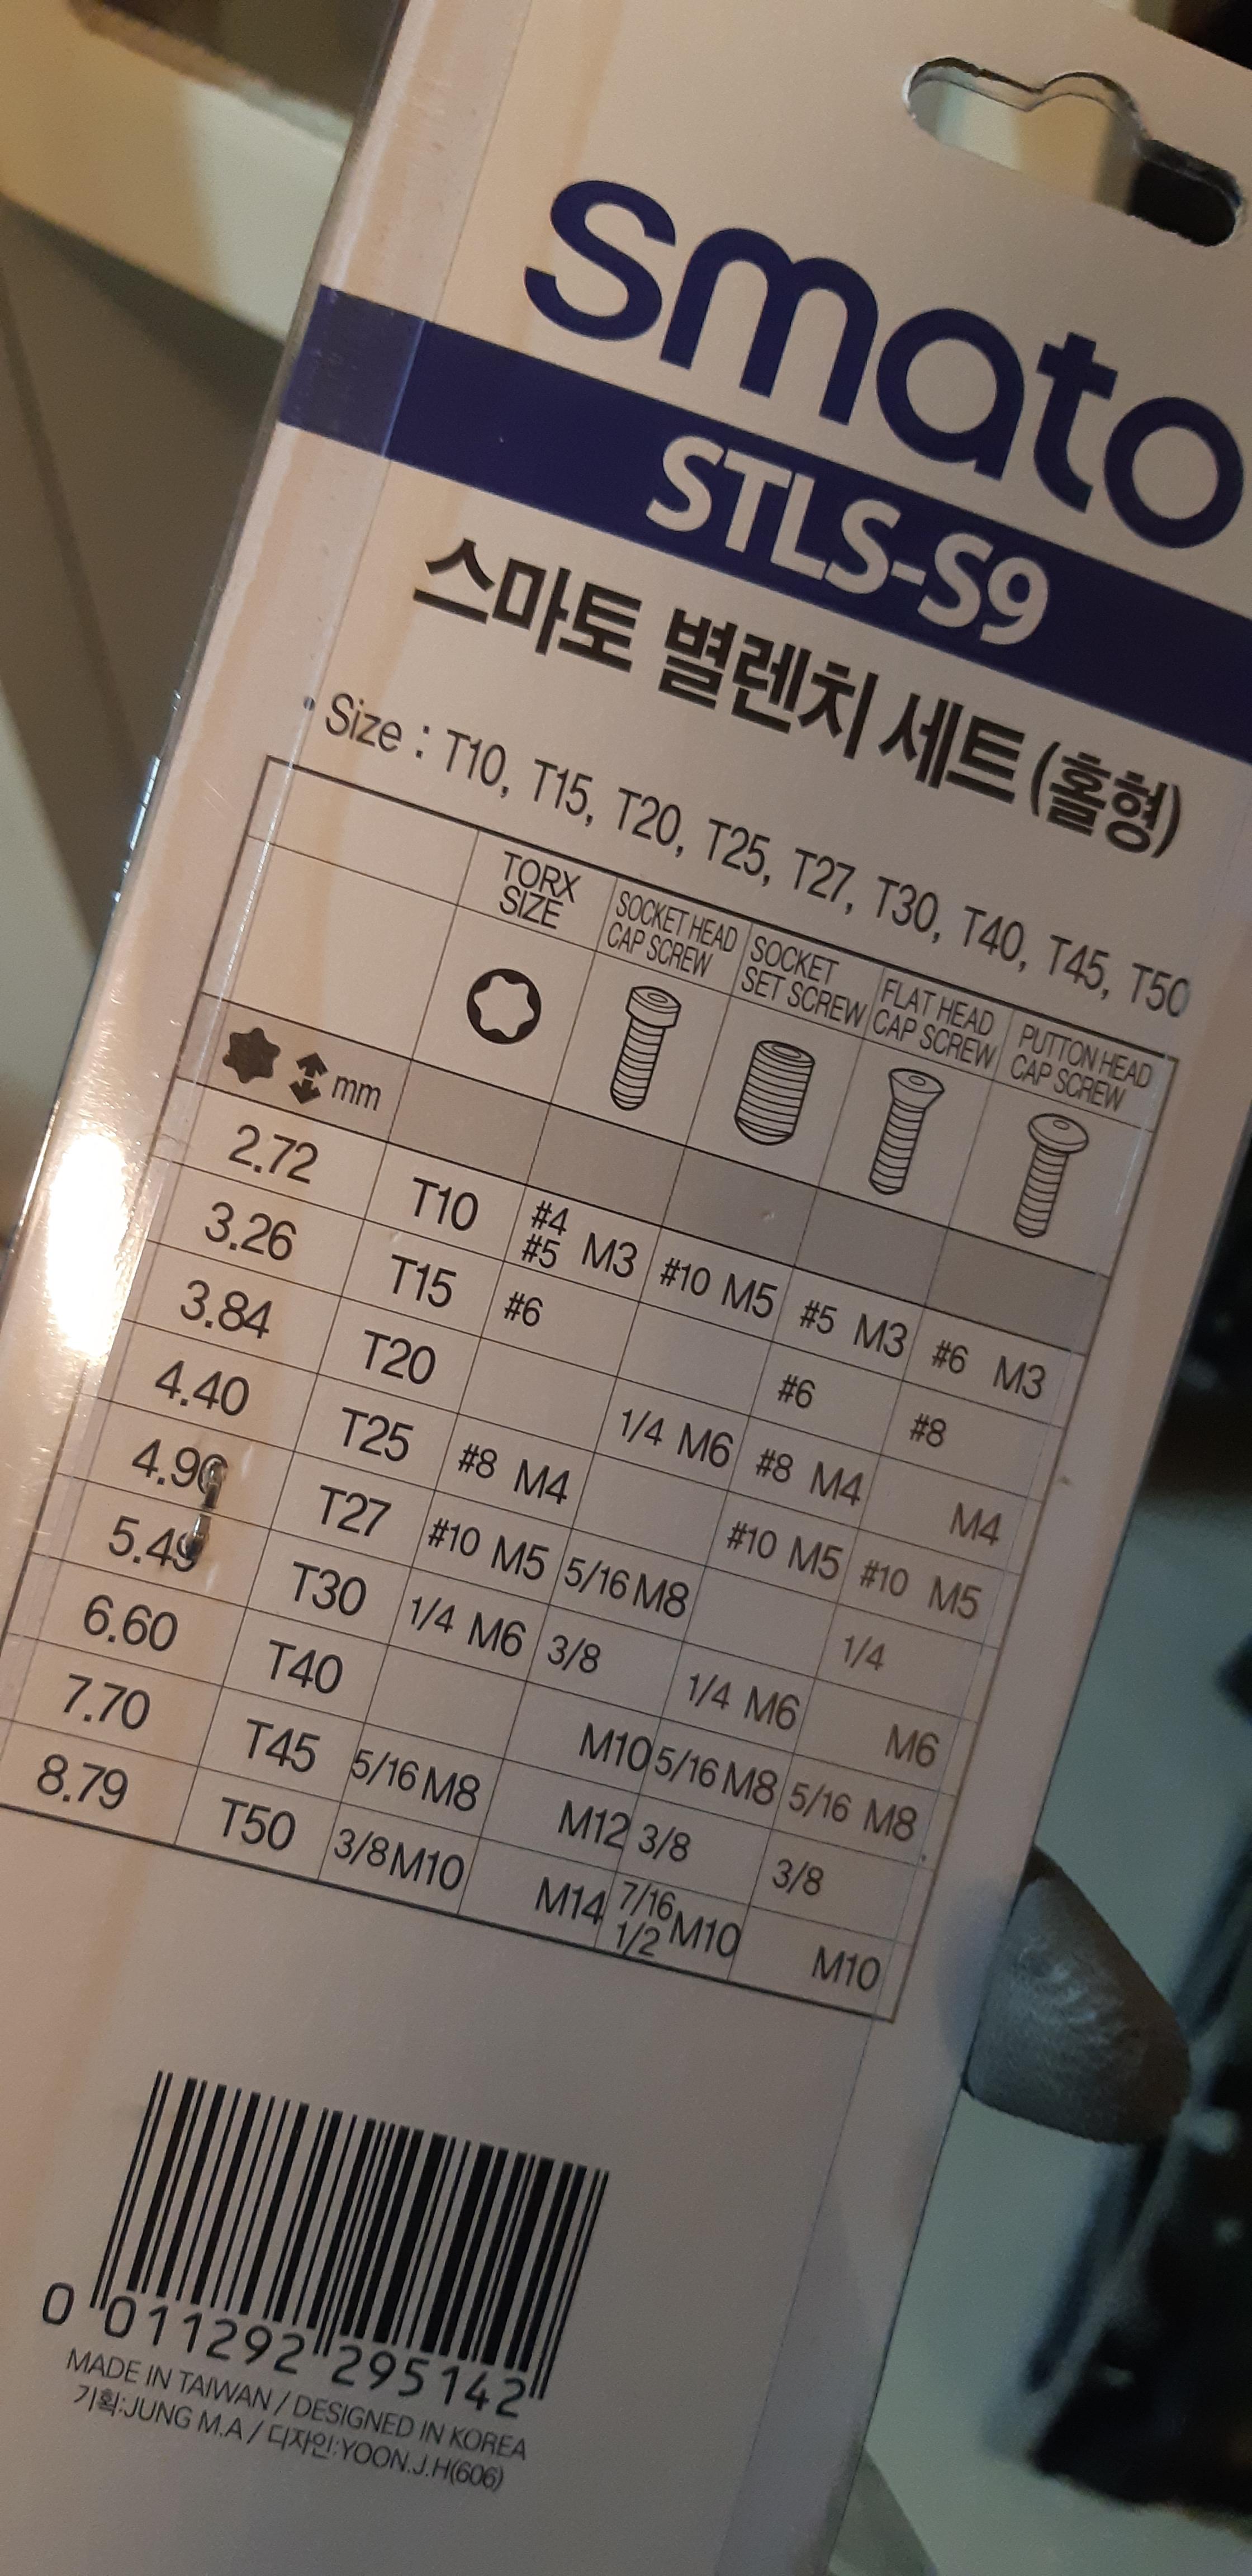 smato
STLS-S9
스마토 별렌치 세트(홀형)
• Size : T10, T15, T20, T25, T27, T30, T40, T45, T50
TORX SIZE SOCKET HEAD CAP SCREW SOCKET SET SCREW FLAT HEAD CAP SCREW PUTTON HEAD CAP SCREW
mm
2.72 T10 #4 #5 M3 #10 M5 #5 M3 #6 M3
3.26 T15 #6 #6 #8
3.84 T20 1/4 M6 #8 M4 M4
4.40 T25 #8 M4 #10 M5 #10 M5
4.96 T27 #10 M5 5/16 M8 1/4
5.49 T30 1/4 M6 3/8 1/4 M6 M6
6.60 T40 M10 5/16 M8 5/16 M8
7.70 T45 5/16 M8 M12 3/8 3/8
8.79 T50 3/8 M10 M14 7/16 1/2 M10 M10
0 011292 295142
MADE IN TAIWAN / DESIGNED IN KOREA
기획:JUNG M.A / 디자인:YOON.J.H(606)